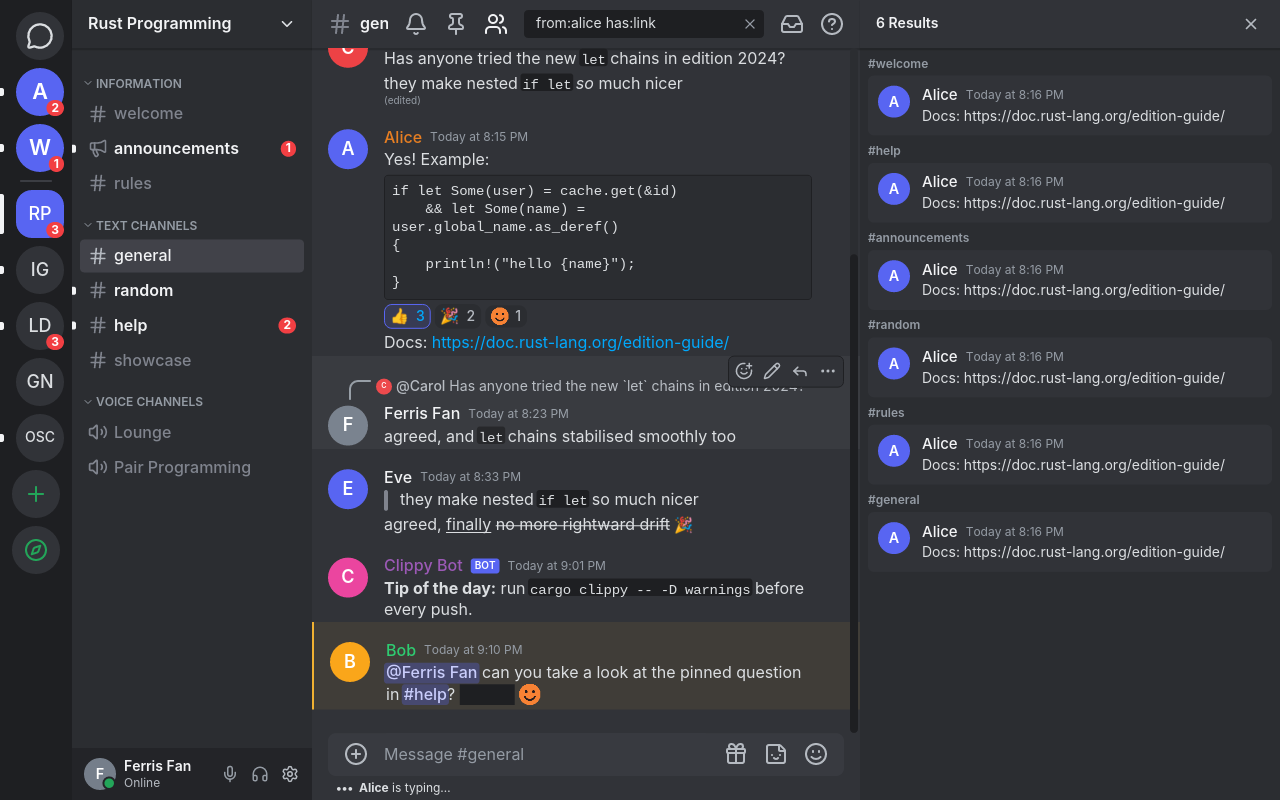 A
2
W
1
RP
3
IG
LD
3
GN
OSC
Rust Programming
INFORMATION
welcome
announcements
1
rules
TEXT CHANNELS
general
random
help
2
showcase
VOICE CHANNELS
Lounge
Pair Programming
F
Ferris Fan
Online
gen
from:alice has:link
C
Has anyone tried the new let chains in edition 2024?
they make nested if let so much nicer
(edited)
A
Alice Today at 8:15 PM
Yes! Example:
if let Some(user) = cache.get(&id)
    && let Some(name) =
user.global_name.as_deref()
{
    println!("hello {name}");
}
👍 3 🎉 2 🙂 1
Docs: https://doc.rust-lang.org/edition-guide/
C @Carol Has anyone tried the new `let` chains in edition 2024?
F
Ferris Fan Today at 8:23 PM
agreed, and let chains stabilised smoothly too
E
Eve Today at 8:33 PM
they make nested if let so much nicer
agreed, finally no more rightward drift 🎉
C
Clippy Bot BOT Today at 9:01 PM
Tip of the day: run cargo clippy -- -D warnings before
every push.
B
Bob Today at 9:10 PM
@Ferris Fan can you take a look at the pinned question
in #help? 🙂
Message #general
Alice is typing...
6 Results
#welcome
A
Alice Today at 8:16 PM
Docs: https://doc.rust-lang.org/edition-guide/
#help
A
Alice Today at 8:16 PM
Docs: https://doc.rust-lang.org/edition-guide/
#announcements
A
Alice Today at 8:16 PM
Docs: https://doc.rust-lang.org/edition-guide/
#random
A
Alice Today at 8:16 PM
Docs: https://doc.rust-lang.org/edition-guide/
#rules
A
Alice Today at 8:16 PM
Docs: https://doc.rust-lang.org/edition-guide/
#general
A
Alice Today at 8:16 PM
Docs: https://doc.rust-lang.org/edition-guide/